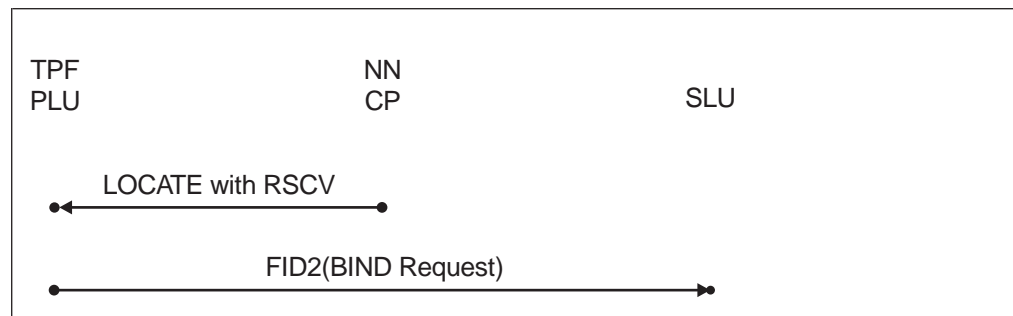 TPF NN
PLU CP SLU
LOCATE with RSCV
FID2(BIND Request)